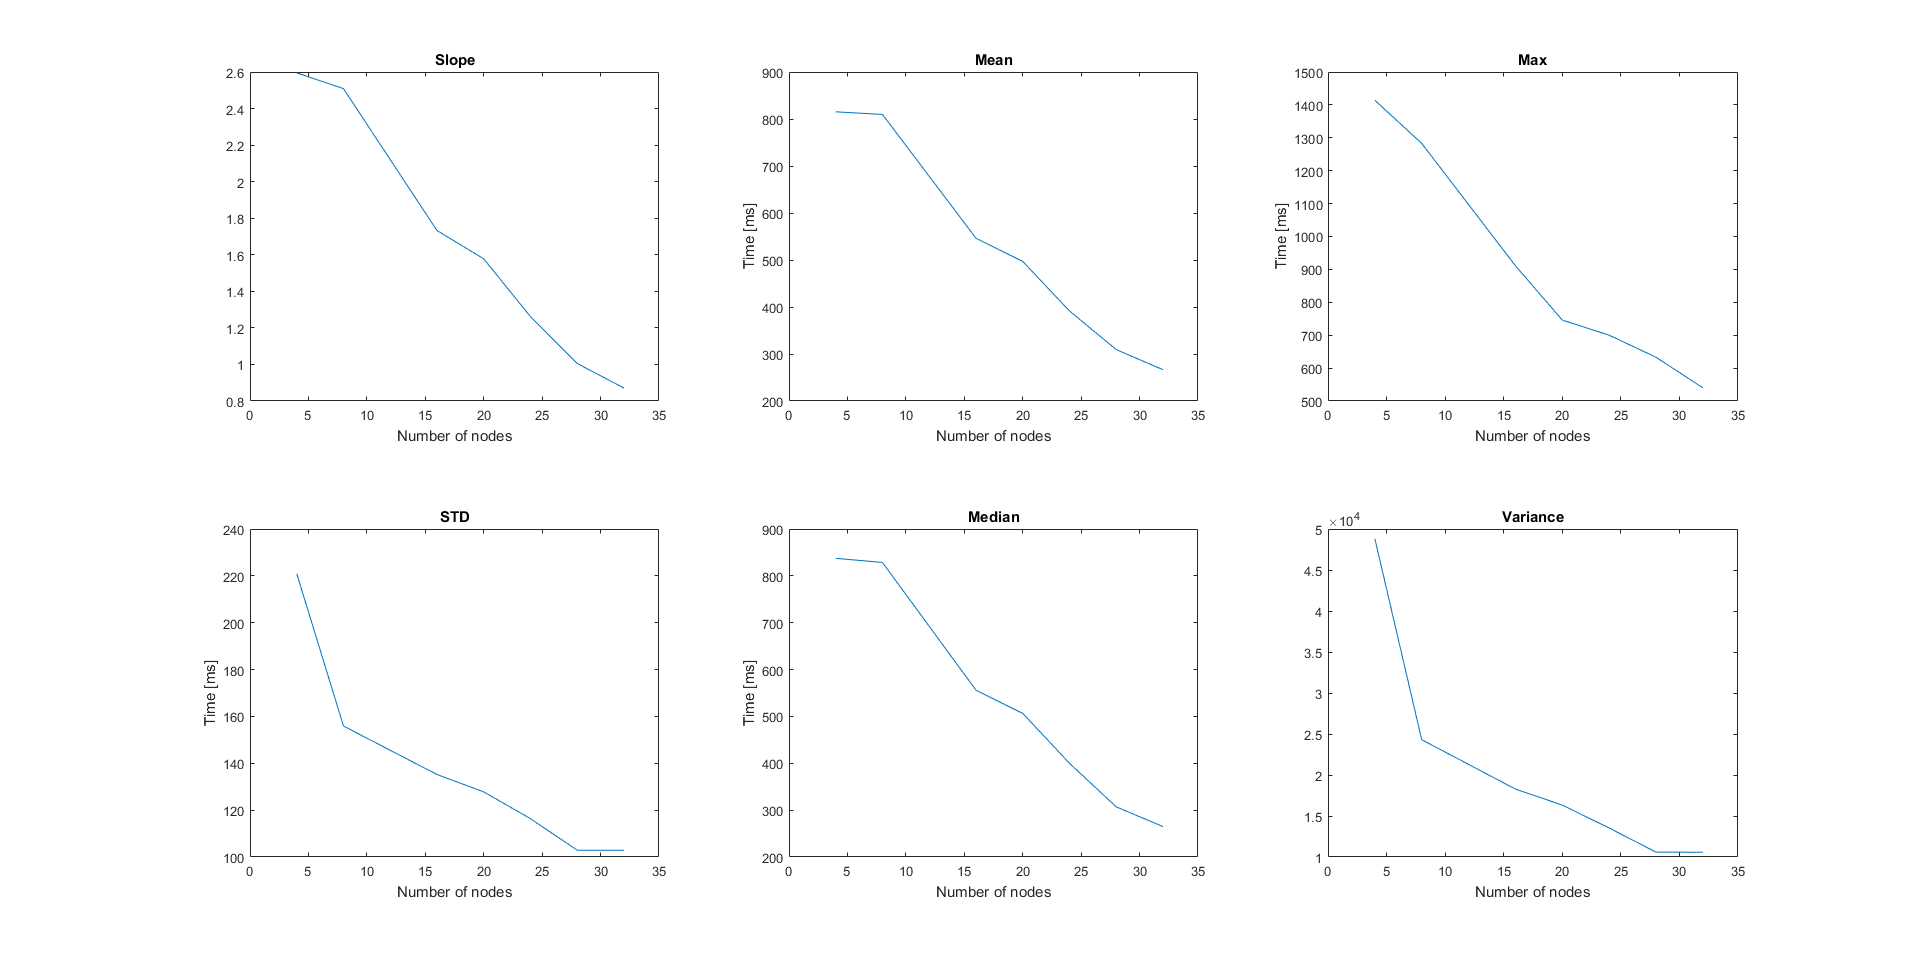 Slope
2.6
2.4
2.2
2
1.8
1.6
1.4
1.2
1
0.8
0 5 10 15 20 25 30 35
Number of nodes
Mean
900
800
700
600
500
400
300
200
Time [ms]
0 5 10 15 20 25 30 35
Number of nodes
Max
1500
1400
1300
1200
1100
1000
900
800
700
600
500
Time [ms]
0 5 10 15 20 25 30 35
Number of nodes
STD
240
220
200
180
160
140
120
100
Time [ms]
0 5 10 15 20 25 30 35
Number of nodes
Median
900
800
700
600
500
400
300
200
Time [ms]
0 5 10 15 20 25 30 35
Number of nodes
Variance
×10⁴
5
4.5
4
3.5
3
2.5
2
1.5
1
0 5 10 15 20 25 30 35
Number of nodes